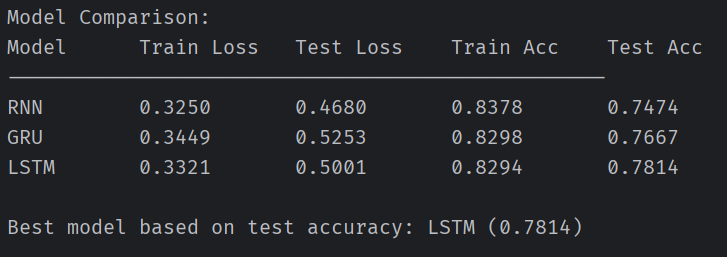 Model Comparison:
Model Train Loss Test Loss Train Acc Test Acc
RNN 0.3250 0.4680 0.8378 0.7474
GRU 0.3449 0.5253 0.8298 0.7667
LSTM 0.3321 0.5001 0.8294 0.7814
Best model based on test accuracy: LSTM (0.7814)